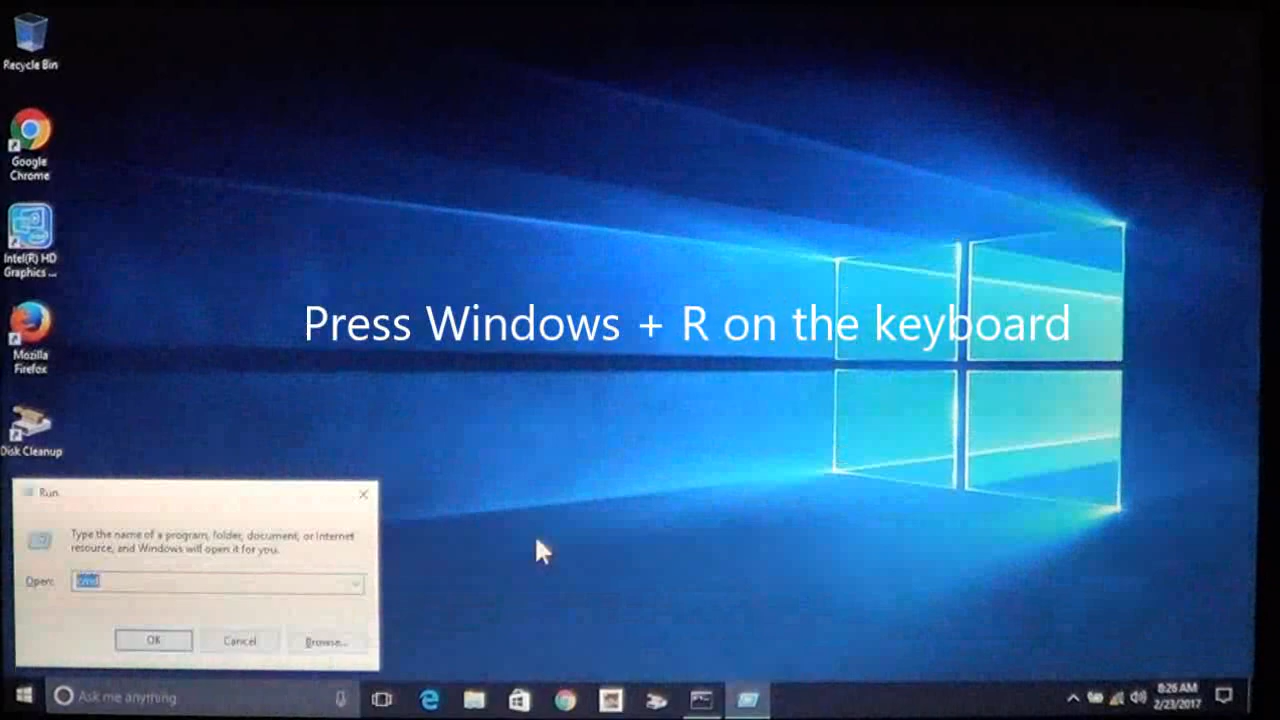 Recycle Bin
Google
Chrome
Intel(R) HD
Graphics ...
Mozilla
Firefox
Disk Cleanup
Press Windows + R on the keyboard
Run
Type the name of a program, folder, document, or Internet
resource, and Windows will open it for you.
Open:
cmd
OK
Cancel
Browse...
Ask me anything
8:26 AM
2/23/2017